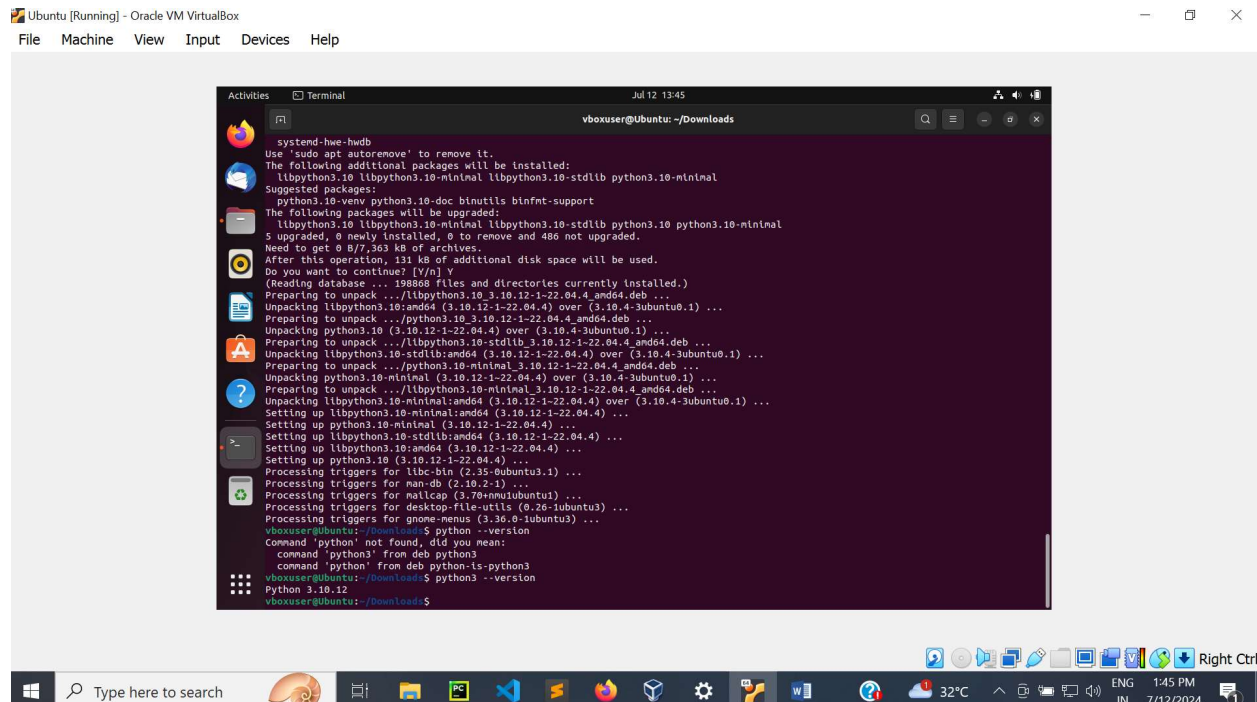 Ubuntu [Running] - Oracle VM VirtualBox
File Machine View Input Devices Help
Activities Terminal Jul 12 13:45
vboxuser@Ubuntu: ~/Downloads
systemd-hwe-hwdb
Use 'sudo apt autoremove' to remove it.
The following additional packages will be installed:
libpython3.10 libpython3.10-minimal libpython3.10-stdlib python3.10-minimal
Suggested packages:
python3.10-venv python3.10-doc binutils binfmt-support
The following packages will be upgraded:
libpython3.10 libpython3.10-minimal libpython3.10-stdlib python3.10 python3.10-minimal
5 upgraded, 0 newly installed, 0 to remove and 486 not upgraded.
Need to get 0 B/7,363 kB of archives.
After this operation, 131 kB of additional disk space will be used.
Do you want to continue? [Y/n] Y
(Reading database ... 198868 files and directories currently installed.)
Preparing to unpack .../libpython3.10_3.10.12-1~22.04.4_amd64.deb ...
Unpacking libpython3.10:amd64 (3.10.12-1~22.04.4) over (3.10.4-3ubuntu0.1) ...
Preparing to unpack .../python3.10_3.10.12-1~22.04.4_amd64.deb ...
Unpacking python3.10 (3.10.12-1~22.04.4) over (3.10.4-3ubuntu0.1) ...
Preparing to unpack .../libpython3.10-stdlib_3.10.12-1~22.04.4_amd64.deb ...
Unpacking libpython3.10-stdlib:amd64 (3.10.12-1~22.04.4) over (3.10.4-3ubuntu0.1) ...
Preparing to unpack .../python3.10-minimal_3.10.12-1~22.04.4_amd64.deb ...
Unpacking python3.10-minimal (3.10.12-1~22.04.4) over (3.10.4-3ubuntu0.1) ...
Preparing to unpack .../libpython3.10-minimal_3.10.12-1~22.04.4_amd64.deb ...
Unpacking libpython3.10-minimal:amd64 (3.10.12-1~22.04.4) over (3.10.4-3ubuntu0.1) ...
Setting up libpython3.10-minimal:amd64 (3.10.12-1~22.04.4) ...
Setting up python3.10-minimal (3.10.12-1~22.04.4) ...
Setting up libpython3.10-stdlib:amd64 (3.10.12-1~22.04.4) ...
Setting up libpython3.10:amd64 (3.10.12-1~22.04.4) ...
Setting up python3.10 (3.10.12-1~22.04.4) ...
Processing triggers for libc-bin (2.35-0ubuntu3.1) ...
Processing triggers for man-db (2.10.2-1) ...
Processing triggers for mailcap (3.70+nmu1ubuntu1) ...
Processing triggers for desktop-file-utils (0.26-1ubuntu3) ...
Processing triggers for gnome-menus (3.36.0-1ubuntu3) ...
vboxuser@Ubuntu:~/Downloads$ python --version
Command 'python' not found, did you mean:
command 'python3' from deb python3
command 'python' from deb python-is-python3
vboxuser@Ubuntu:~/Downloads$ python3 --version
Python 3.10.12
vboxuser@Ubuntu:~/Downloads$
Right Ctrl
Type here to search 32°C ENG 1:45 PM
IN 7/12/2024